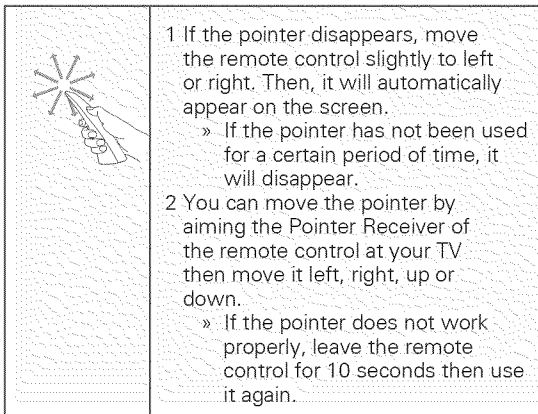 1 If the pointer disappears, move
the remote control slightly to left
or right. Then, it will automatically
appear on the screen.
» If the pointer has not been used
for a certain period of time, it
will disappear.
2 You can move the pointer by
aiming the Pointer Receiver of
the remote control at your TV
then move it left, right, up or
down.
» If the pointer does not work
properly, leave the remote
control for 10 seconds then use
it again.